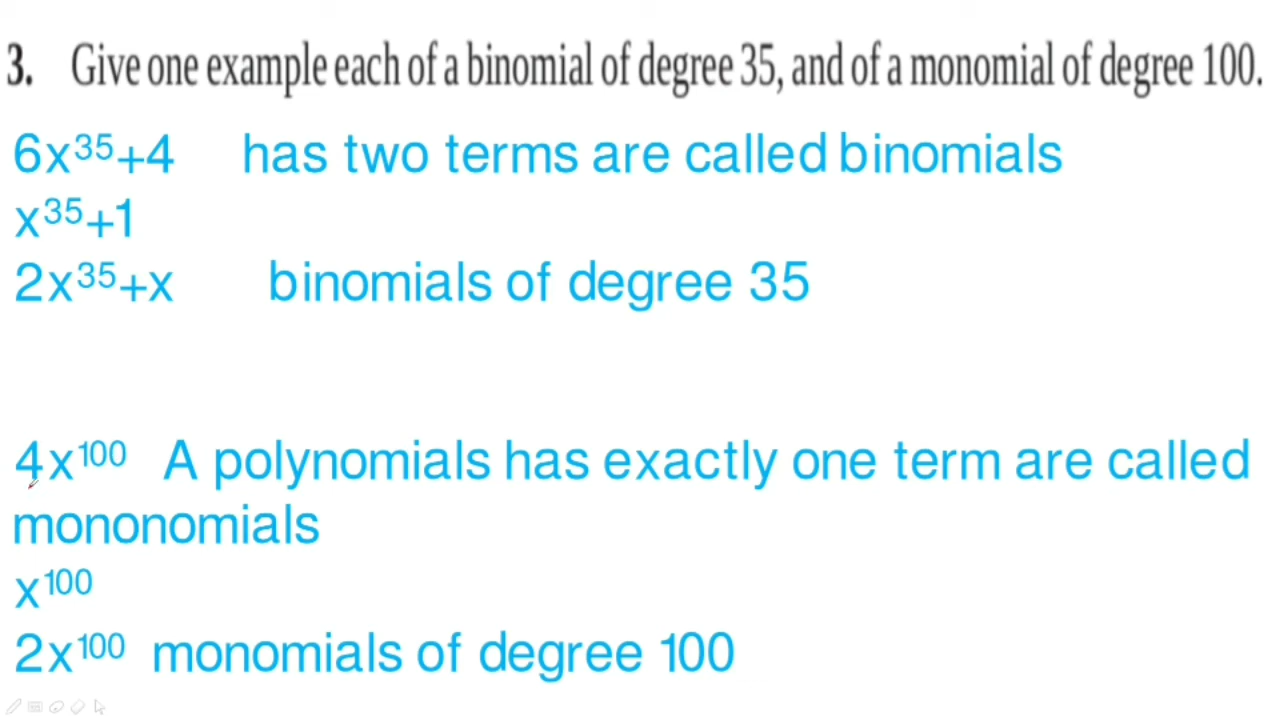 3. Give one example each of a binomial of degree 35, and of a monomial of degree 100.
6x³⁵+4 has two terms are called binomials
x³⁵+1
2x³⁵+x binomials of degree 35
4x¹⁰⁰ A polynomials has exactly one term are called
mononomials
x¹⁰⁰
2x¹⁰⁰ monomials of degree 100